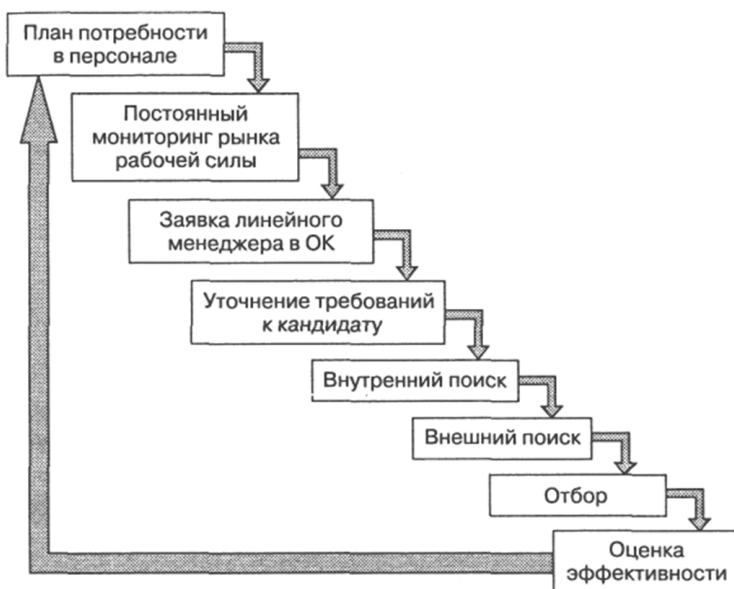 План потребности
в персонале
Постоянный
мониторинг рынка
рабочей силы
Заявка линейного
менеджера в ОК
Уточнение требований
к кандидату
Внутренний поиск
Внешний поиск
Отбор
Оценка
эффективности